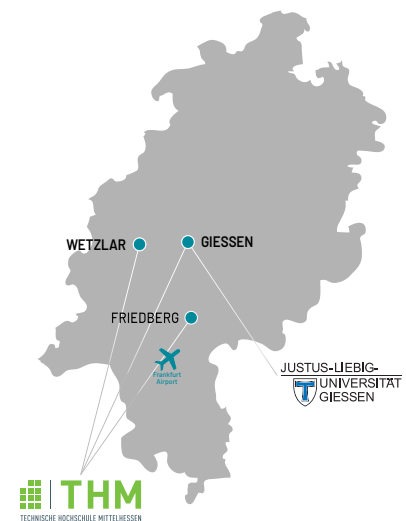 WETZLAR
GIESSEN
FRIEDBERG
Frankfurt
Airport
JUSTUS-LIEBIG-
UNIVERSITÄT
GIESSEN
THM
TECHNISCHE HOCHSCHULE MITTELHESSEN